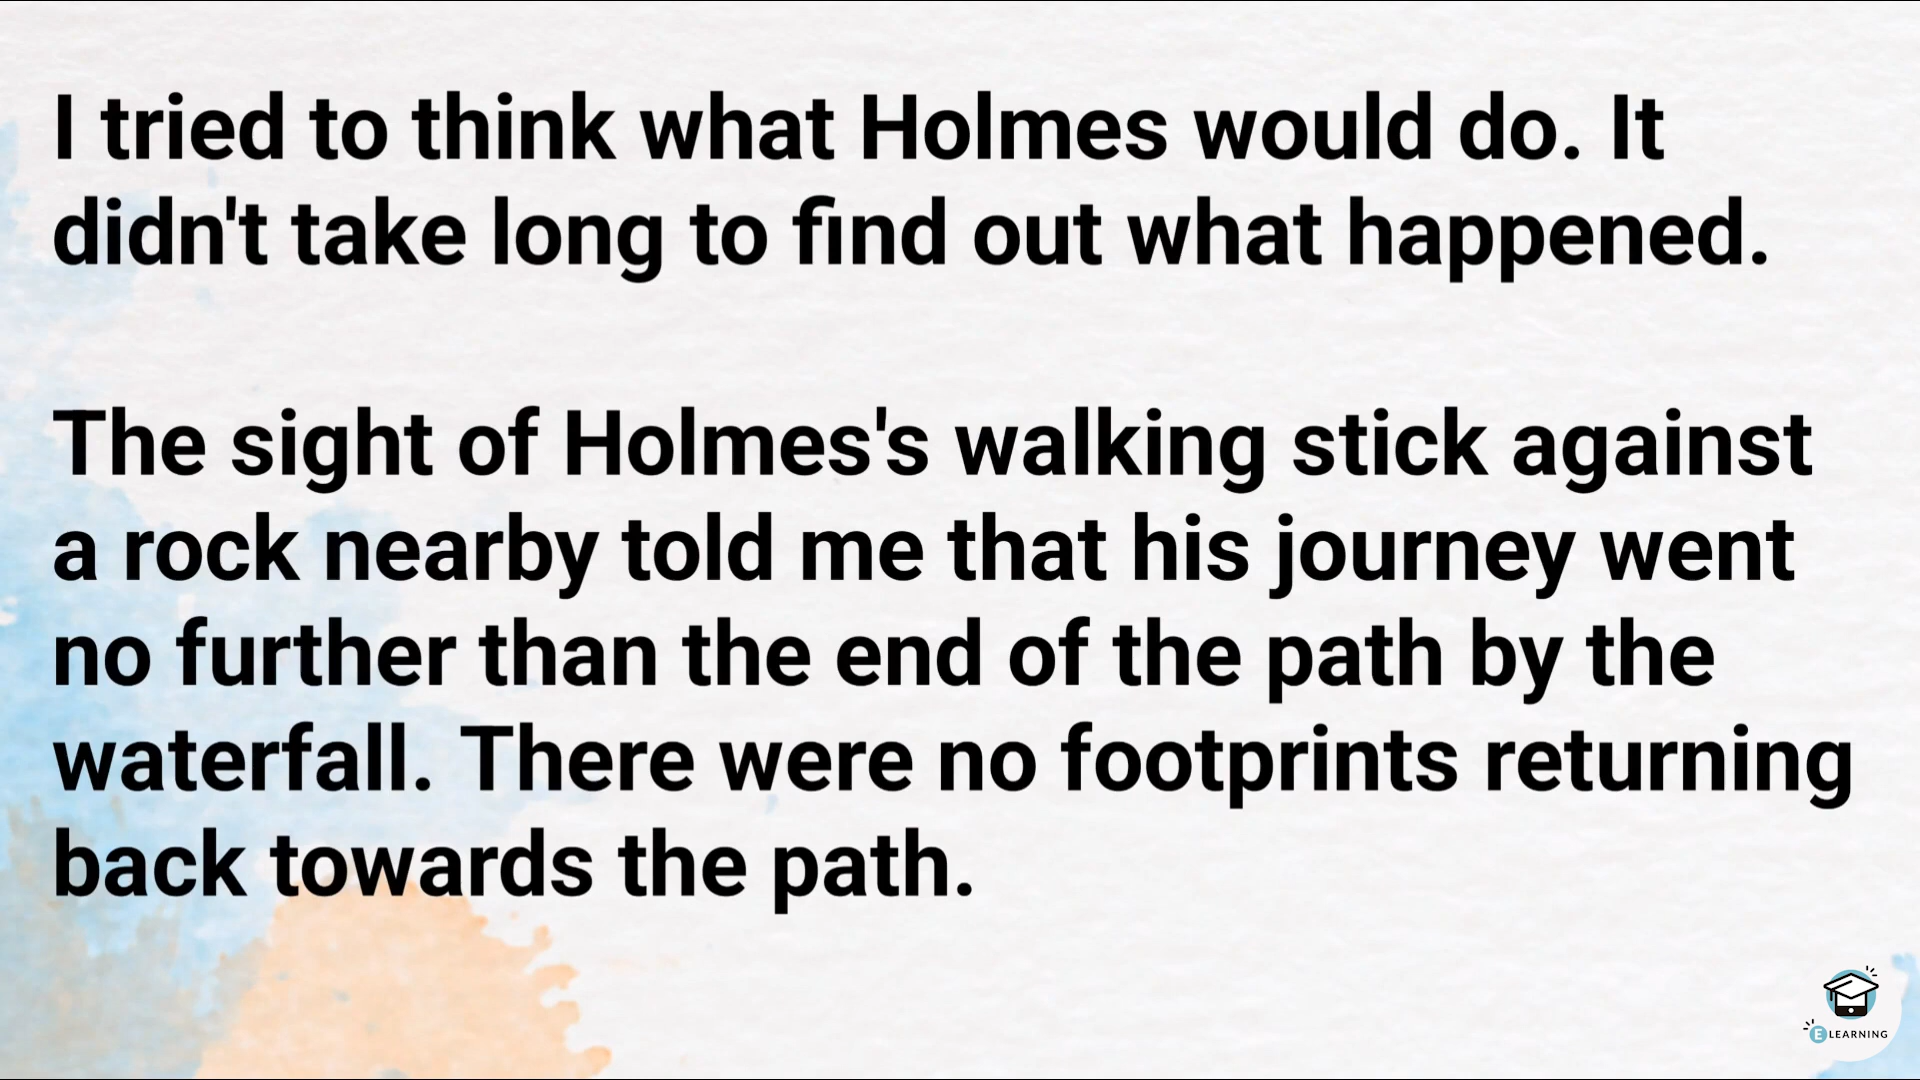 I tried to think what Holmes would do. It
didn't take long to find out what happened.
The sight of Holmes's walking stick against
a rock nearby told me that his journey went
no further than the end of the path by the
waterfall. There were no footprints returning
back towards the path.
E LEARNING